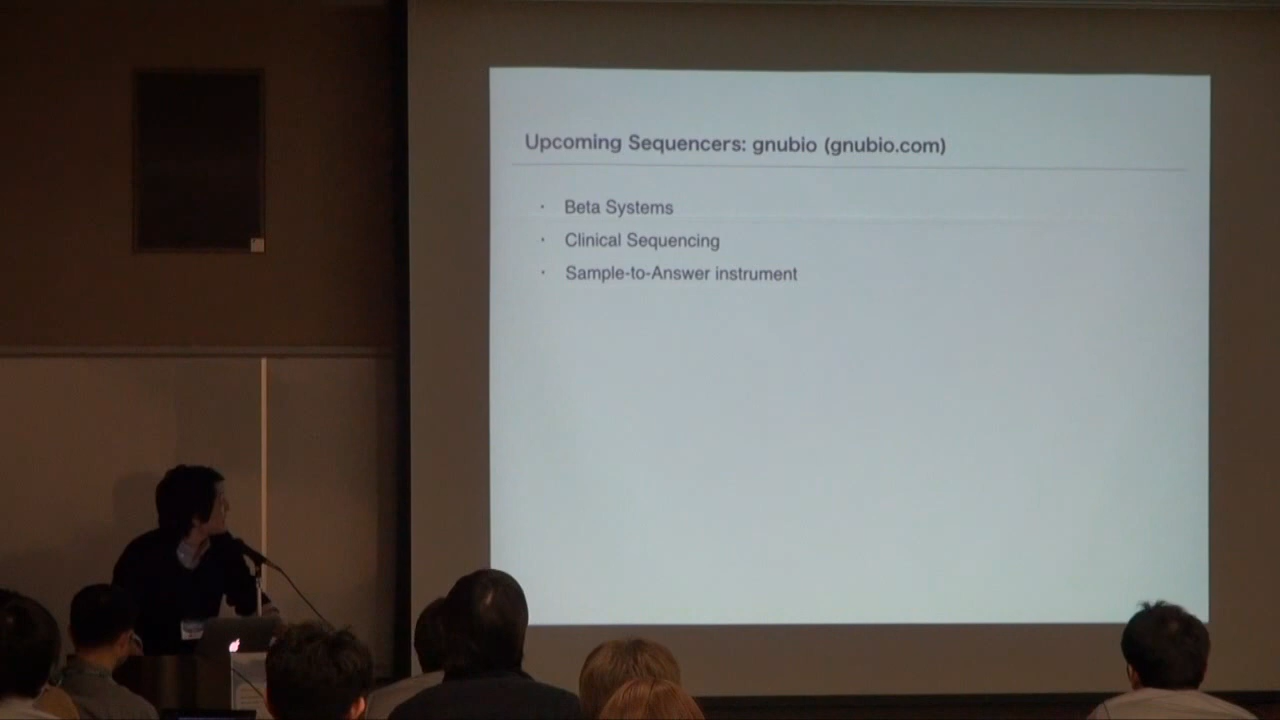 Upcoming Sequencers: gnubio (gnubio.com)
· Beta Systems
· Clinical Sequencing
· Sample-to-Answer instrument